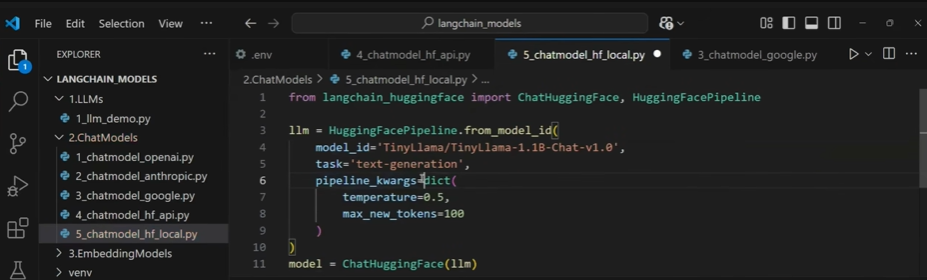 File Edit Selection View ... langchain_models
EXPLORER ... .env 4_chatmodel_hf_api.py 5_chatmodel_hf_local.py 3_chatmodel_google.py
LANGCHAIN_MODELS
1.LLMs
1_llm_demo.py
2.ChatModels
1_chatmodel_openai.py
2_chatmodel_anthropic.py
3_chatmodel_google.py
4_chatmodel_hf_api.py
5_chatmodel_hf_local.py
3.EmbeddingModels
venv
1
2.ChatModels > 5_chatmodel_hf_local.py > ...
1 from langchain_huggingface import ChatHuggingFace, HuggingFacePipeline
2
3 llm = HuggingFacePipeline.from_model_id(
4 model_id='TinyLlama/TinyLlama-1.1B-Chat-v1.0',
5 task='text-generation',
6 pipeline_kwargs=dict(
7 temperature=0.5,
8 max_new_tokens=100
9 )
10 )
11 model = ChatHuggingFace(llm)